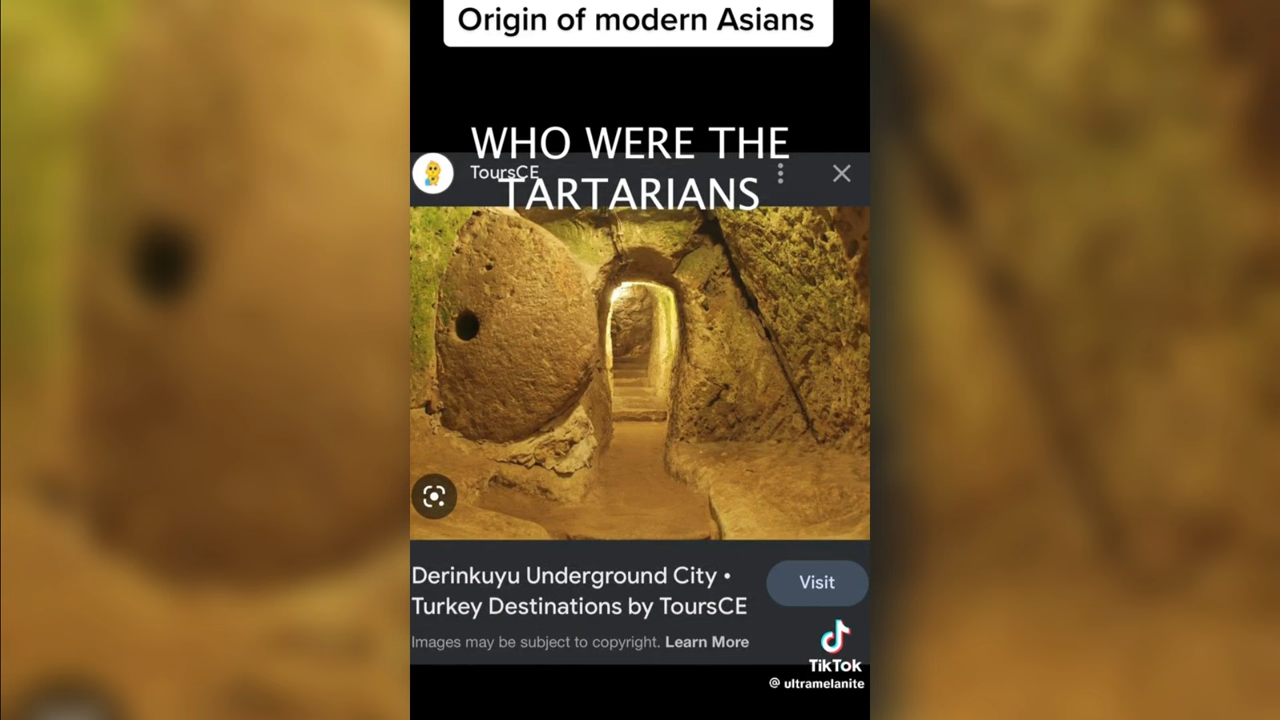 Origin of modern Asians
WHO WERE THE
ToursCE
TARTARIANS
Derinkuyu Underground City •
Turkey Destinations by ToursCE
Visit
Images may be subject to copyright. Learn More
TikTok
@ ultramelanite